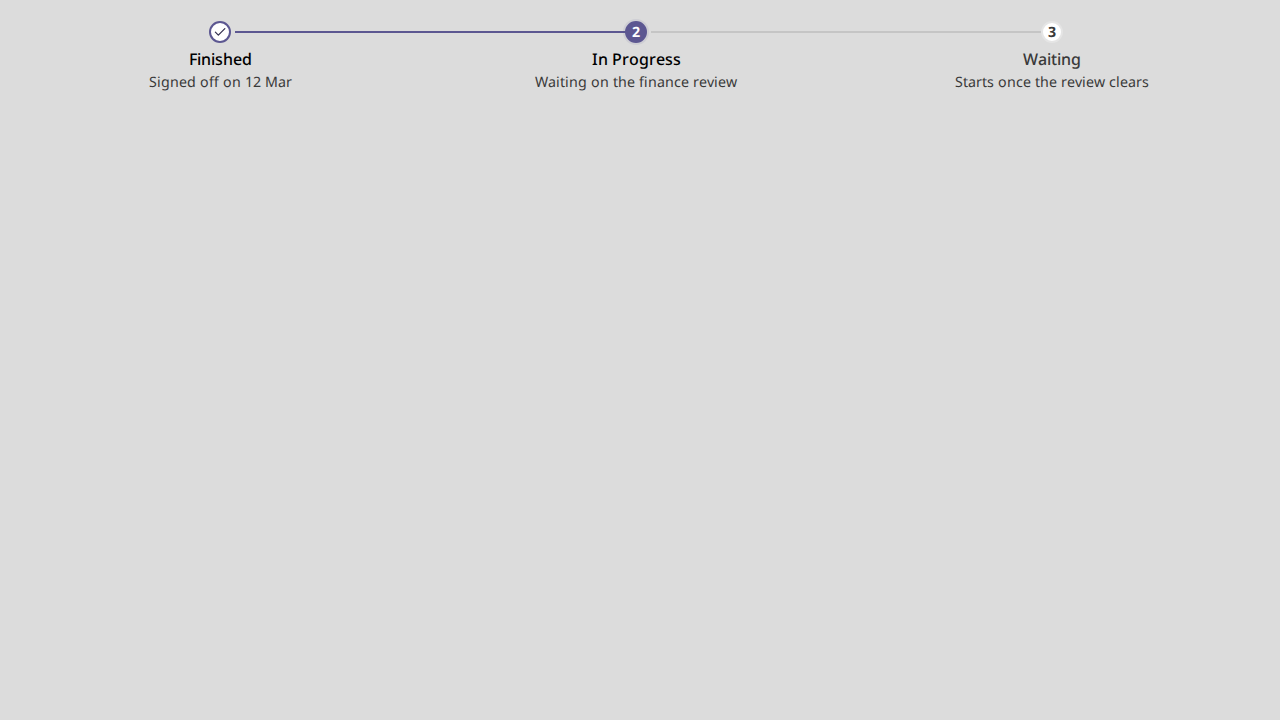 2
3
Finished
In Progress
Waiting
Signed off on 12 Mar
Waiting on the finance review
Starts once the review clears